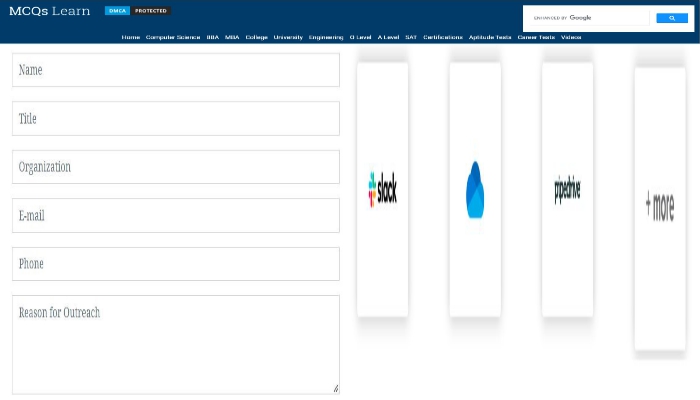 MCQs Learn
DMCA PROTECTED
ENHANCED BY Google
Home Computer Science BBA MBA College University Engineering O Level A Level SAT Certifications Aptitude Tests Career Tests Videos
Name
Title
Organization
E-mail
Phone
Reason for Outreach
slack
pipedrive
+ more